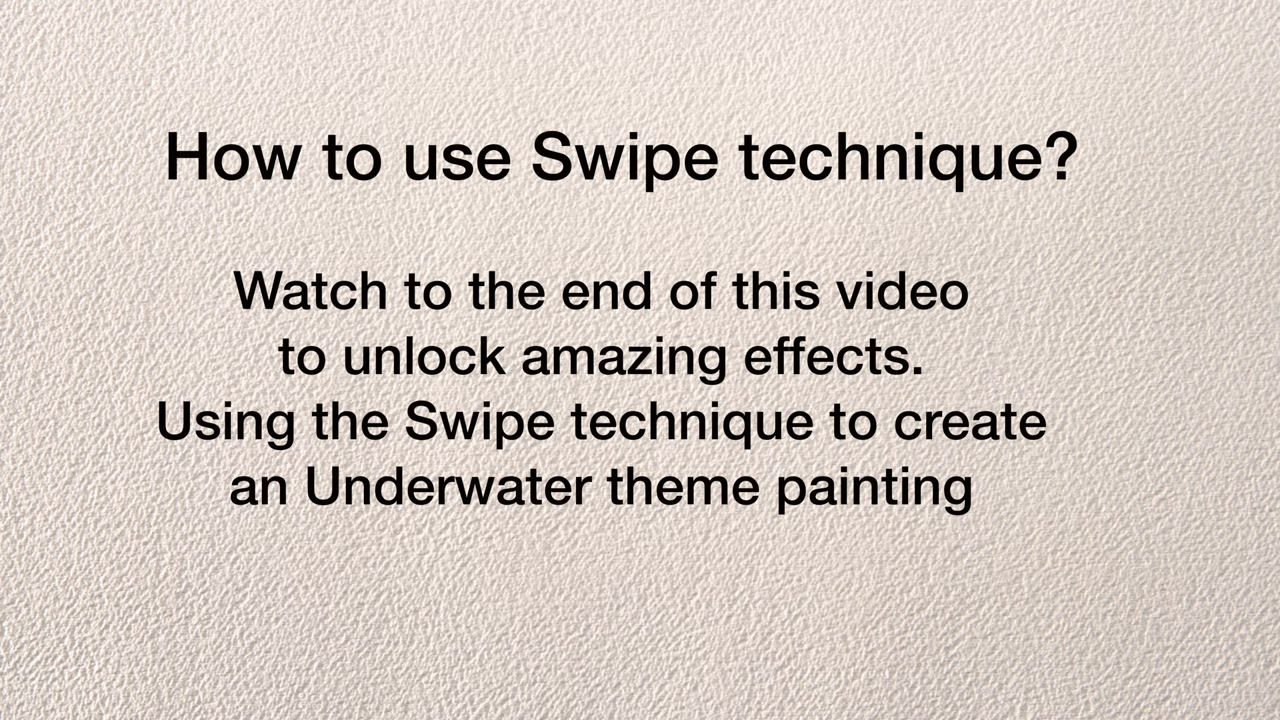 How to use Swipe technique?
Watch to the end of this video
to unlock amazing effects.
Using the Swipe technique to create
an Underwater theme painting